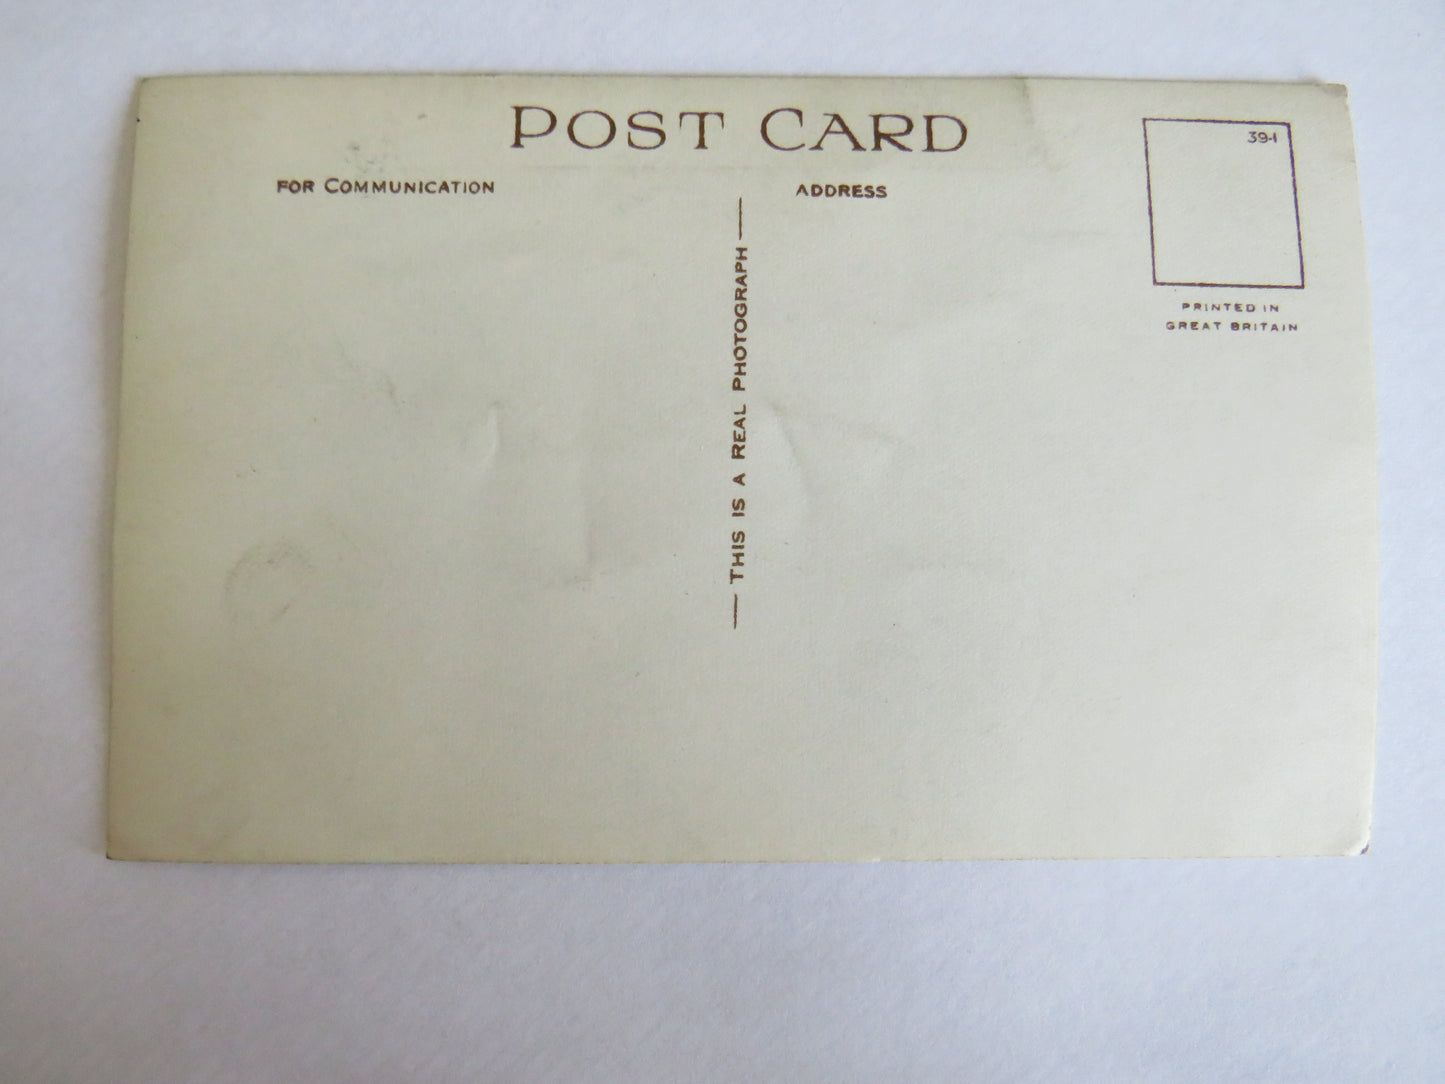 POST CARD
FOR COMMUNICATION
ADDRESS
39-1
PRINTED IN
GREAT BRITAIN
THIS IS A REAL PHOTOGRAPH